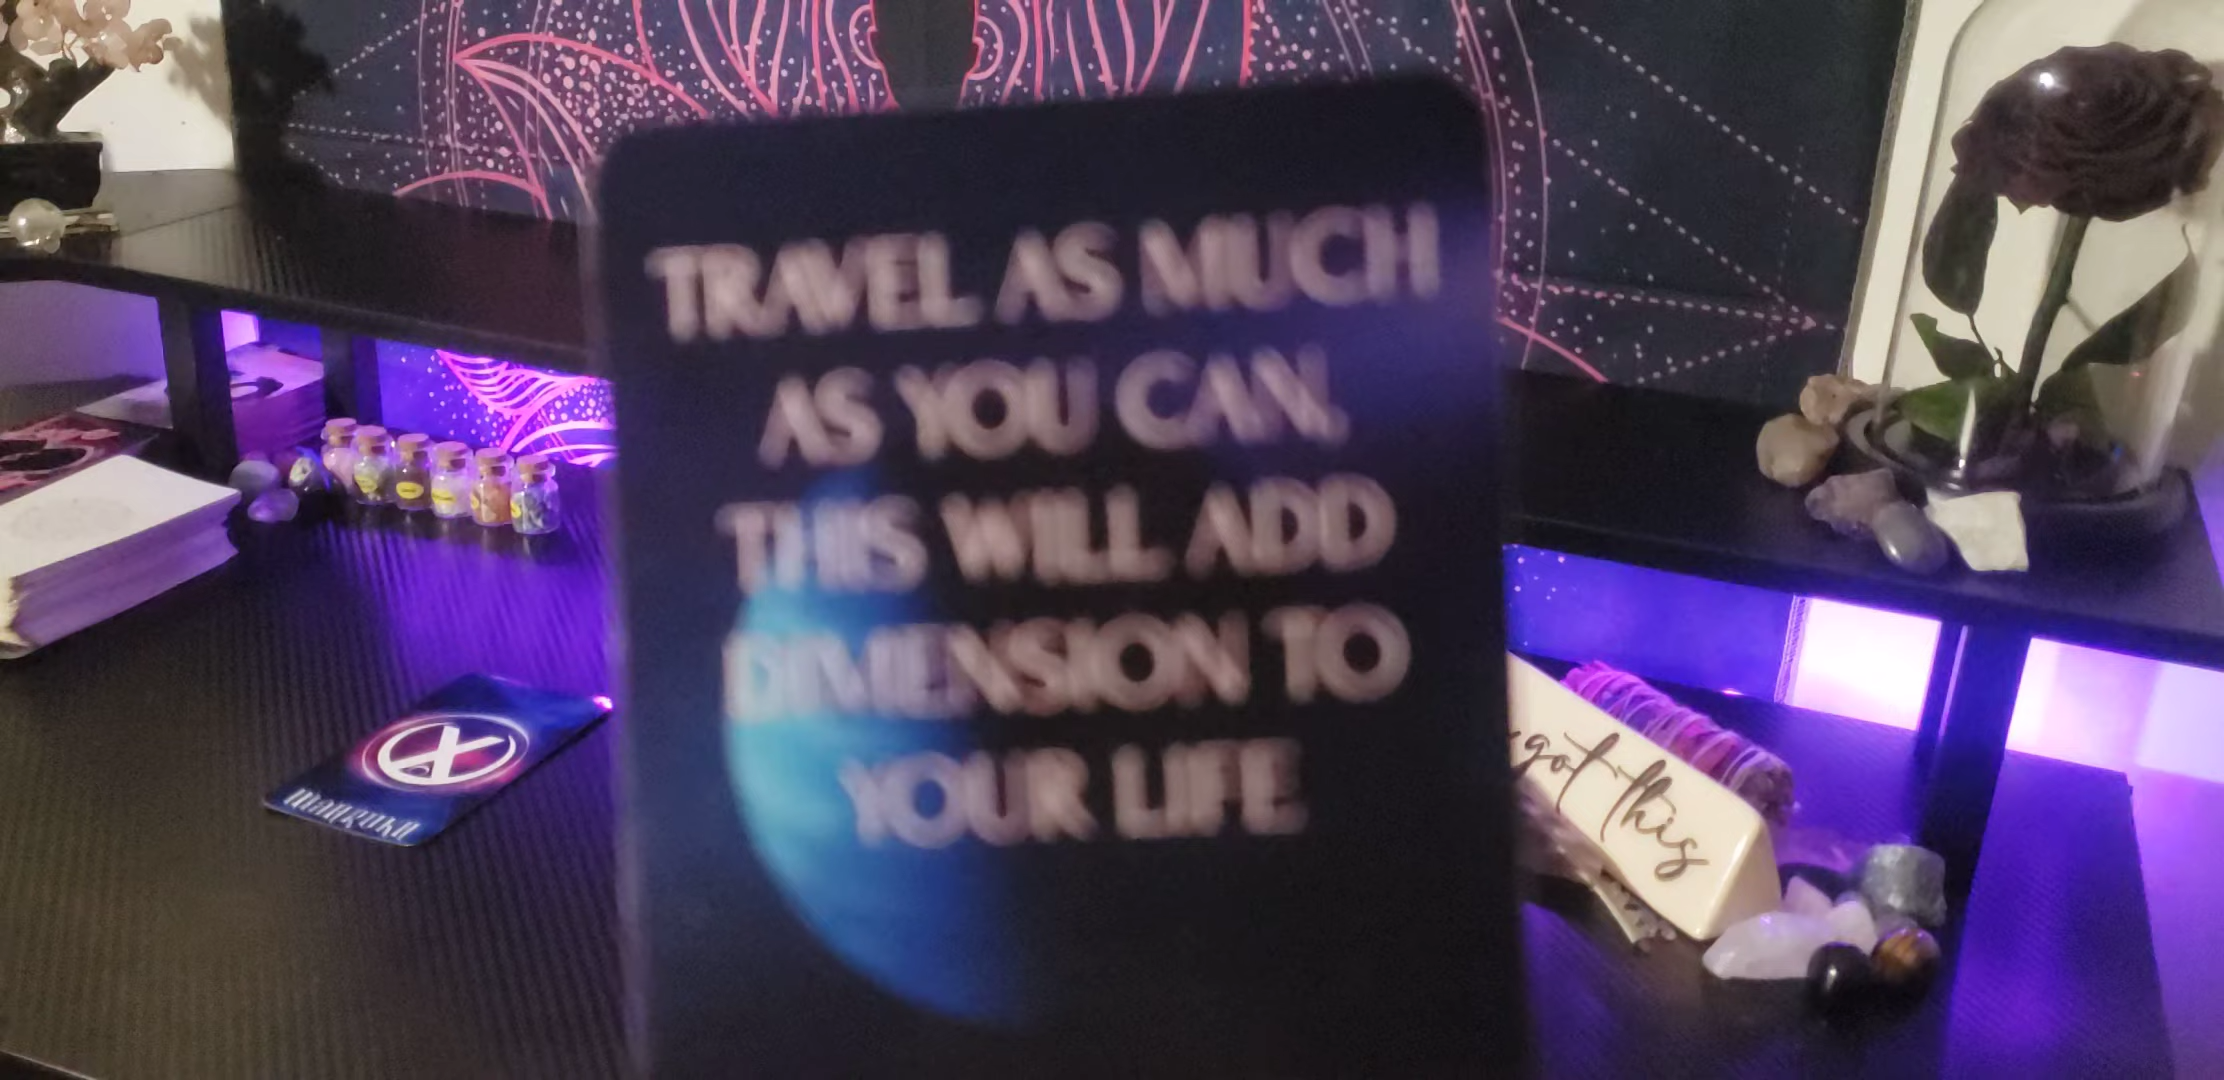 TRAVEL AS MUCH
AS YOU CAN.
THIS WILL ADD
DIMENSION TO
YOUR LIFE.
got this